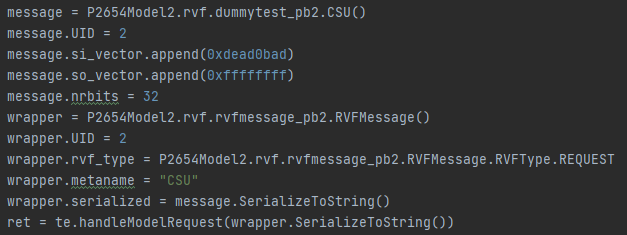 message = P2654Model2.rvf.dummytest_pb2.CSU()
message.UID = 2
message.si_vector.append(0xdead0bad)
message.so_vector.append(0xffffffff)
message.nrbits = 32
wrapper = P2654Model2.rvf.rvfmessage_pb2.RVFMessage()
wrapper.UID = 2
wrapper.rvf_type = P2654Model2.rvf.rvfmessage_pb2.RVFMessage.RVFType.REQUEST
wrapper.metaname = "CSU"
wrapper.serialized = message.SerializeToString()
ret = te.handleModelRequest(wrapper.SerializeToString())